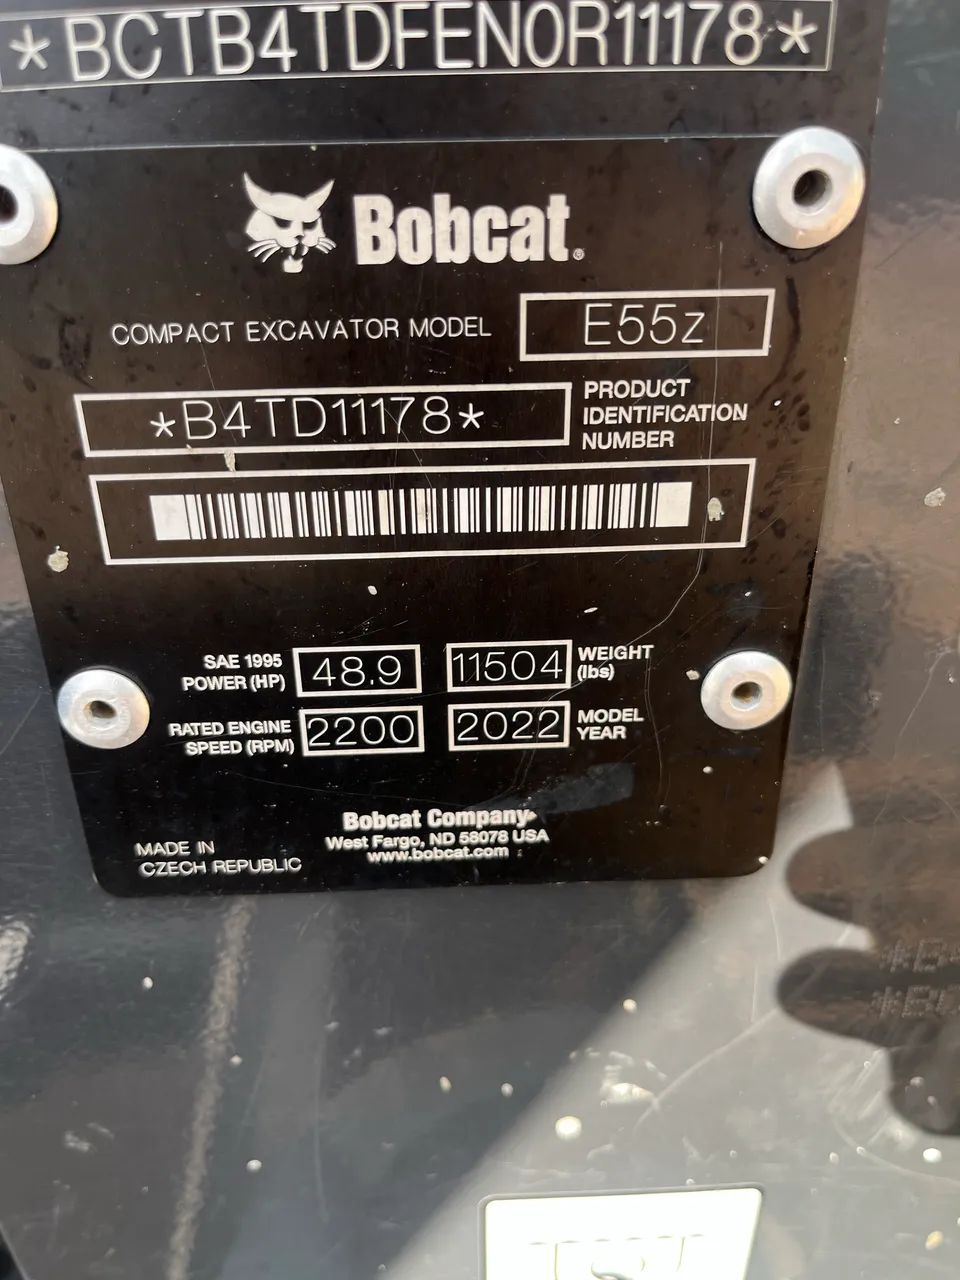 *BCTB4TDFEN0R11178*
Bobcat®
COMPACT EXCAVATOR MODEL E55z
*B4TD11178*
PRODUCT
IDENTIFICATION
NUMBER
SAE 1995
POWER (HP)
48.9
11504
WEIGHT
(lbs)
RATED ENGINE
SPEED (RPM)
2200
2022
MODEL
YEAR
Bobcat Company
West Fargo, ND 58078 USA
www.bobcat.com
MADE IN
CZECH REPUBLIC